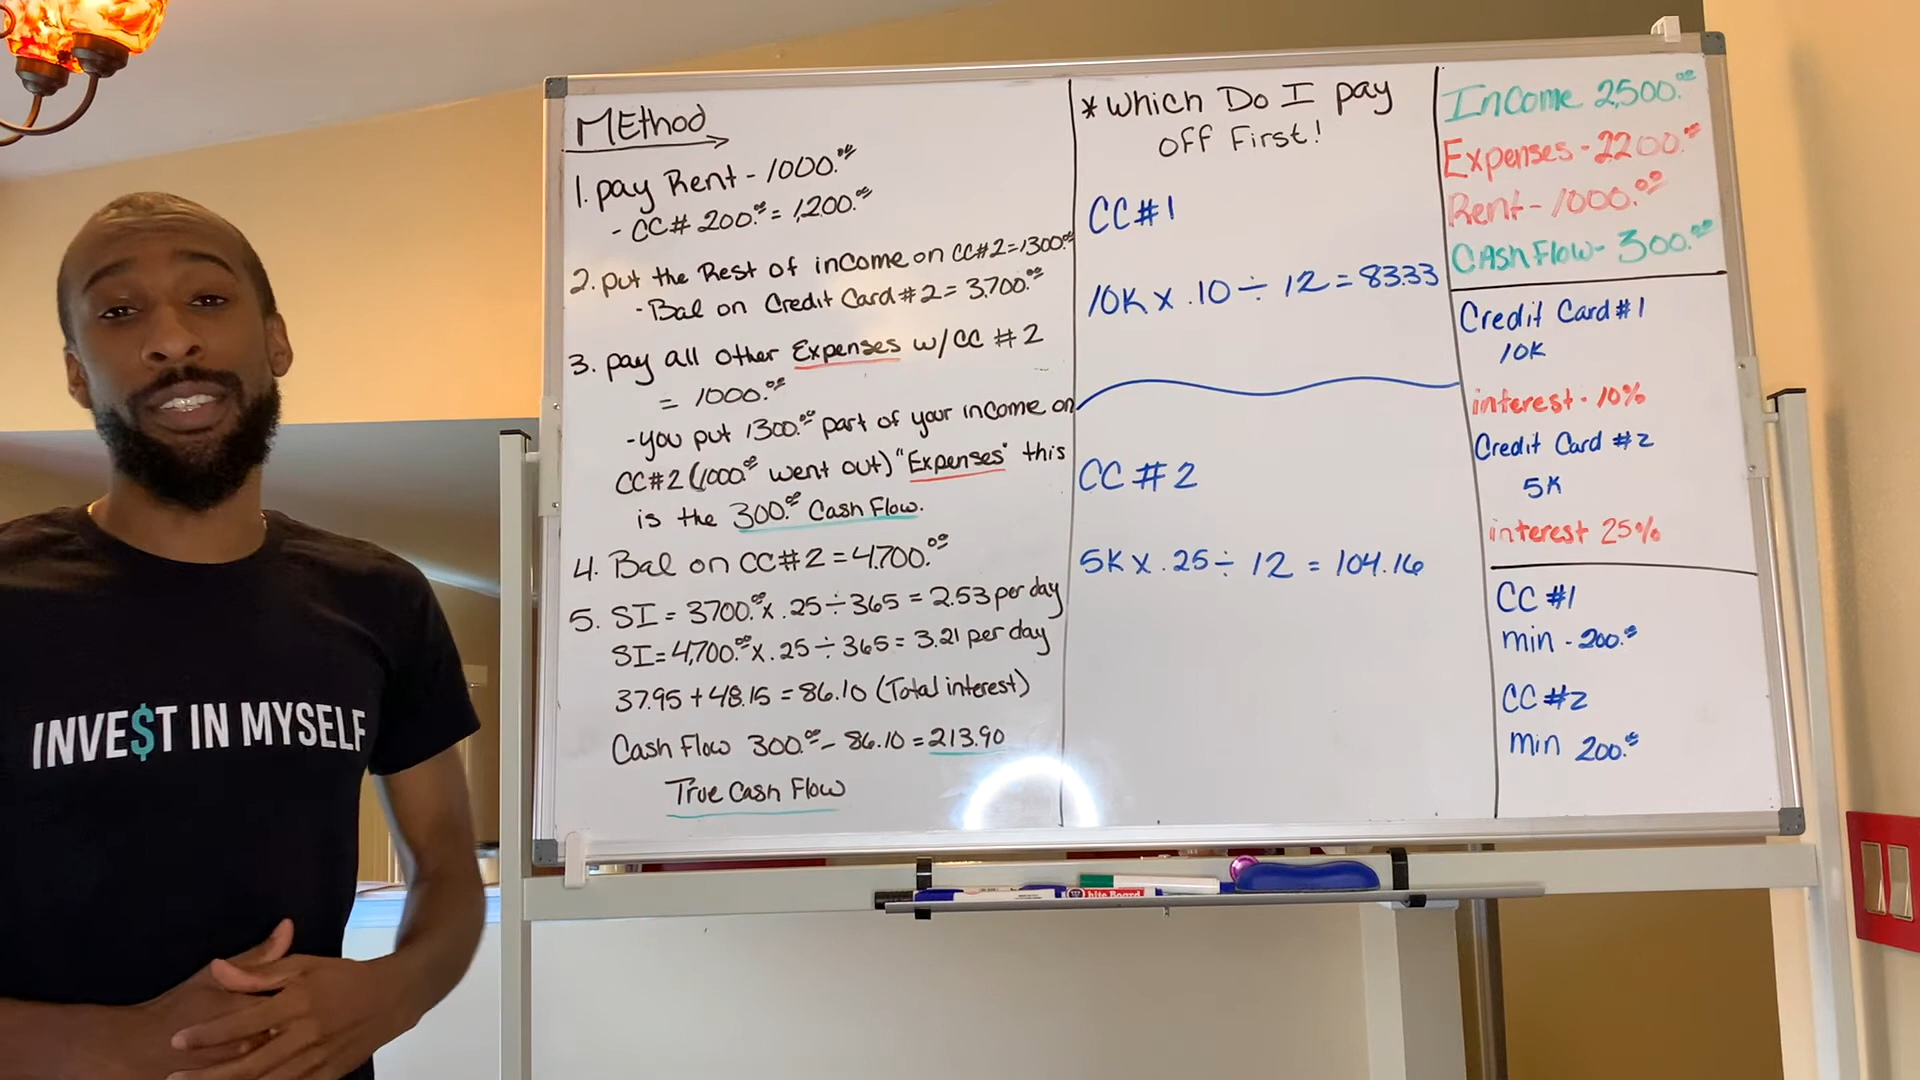 METHOD
1. pay Rent - 1000.00
- CC# 200.00 = 1,200.00
2. put the Rest of income on CC#2=1300.00
- Bal on Credit Card #2 = 3,700.00
3. pay all other Expenses w/ CC #2
= 1000.00
- you put 1300.00 part of your income on
CC#2 (1000.00 went out) "Expenses" this
is the 300.00 Cash Flow.
4. Bal on CC#2 = 4,700.00
5. SI = 3700.00 x .25 ÷ 365 = 2.53 per day
SI = 4,700.00 x .25 ÷ 365 = 3.21 per day
37.95 + 48.15 = 86.10 (Total interest)
Cash Flow 300.00 - 86.10 = 213.90
True Cash Flow
* Which Do I pay
off First!
CC#1
10K x .10 ÷ 12 = 83.33
CC #2
5K x .25 ÷ 12 = 104.16
Income 2,500.00
Expenses - 2200.00
Rent - 1000.00
Cash Flow - 300.00
Credit Card #1
10K
interest - 10%
Credit Card #2
5K
interest 25%
CC #1
min - 200.00
CC #2
min 200.00
INVE$T IN MYSELF